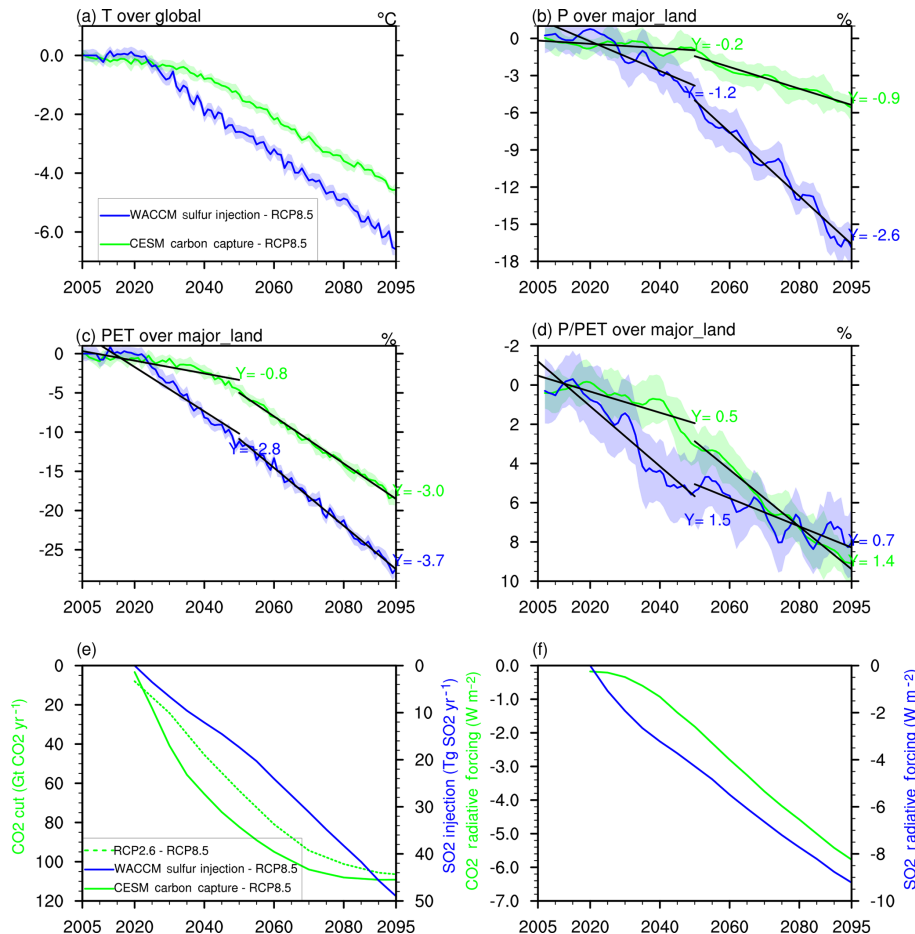 (a) T over global °C
0.0
-2.0
-4.0
-6.0
WACCM sulfur injection - RCP8.5
CESM carbon capture - RCP8.5
2005 2020 2040 2060 2080 2095
(b) P over major_land %
0
-3
-6
-9
-12
-15
-18
Y= -0.2
Y= -1.2
Y= -0.9
Y= -2.6
2005 2020 2040 2060 2080 2095
(c) PET over major_land %
0
-5
-10
-15
-20
-25
Y= -0.8
Y= -3.0
Y= -3.7
2005 2020 2040 2060 2080 2095
(d) P/PET over major_land %
-2
0
2
4
6
8
10
Y= 0.5
Y= 1.5
Y= 0.7
Y= 1.4
2005 2020 2040 2060 2080 2095
(e)
CO2 cut (Gt CO2 yr-1)
0
20
40
60
80
100
120
RCP2.6 - RCP8.5
WACCM sulfur injection - RCP8.5
CESM carbon capture - RCP8.5
0
10
20
30
40
50
SO2 injection (Tg SO2 yr-1)
2005 2020 2040 2060 2080 2095
(f)
CO2 radiative forcing (W m-2)
0.0
-1.0
-2.0
-3.0
-4.0
-5.0
-6.0
-7.0
0
-2
-4
-6
-8
-10
SO2 radiative forcing (W m-2)
2005 2020 2040 2060 2080 2095